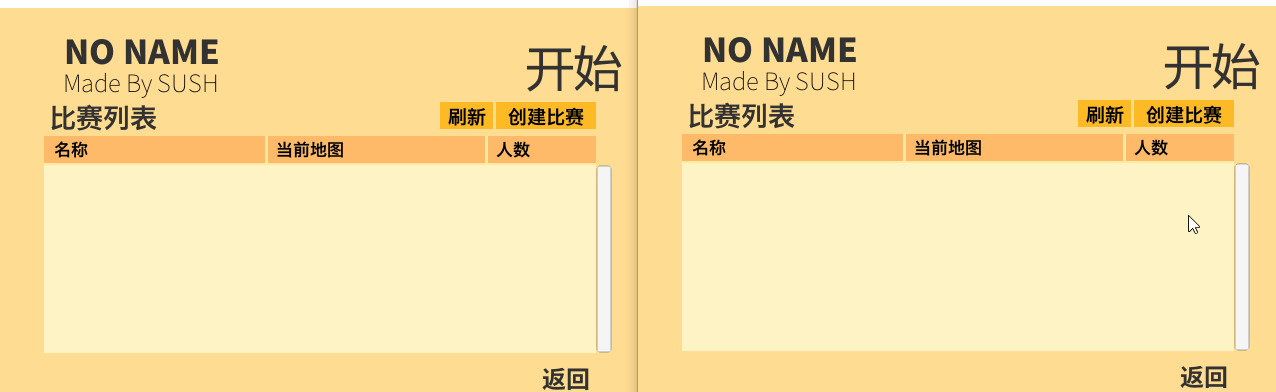 NO NAME
Made By SUSH
开始
比赛列表
刷新
创建比赛
名称
当前地图
人数
返回
NO NAME
Made By SUSH
开始
比赛列表
刷新
创建比赛
名称
当前地图
人数
返回